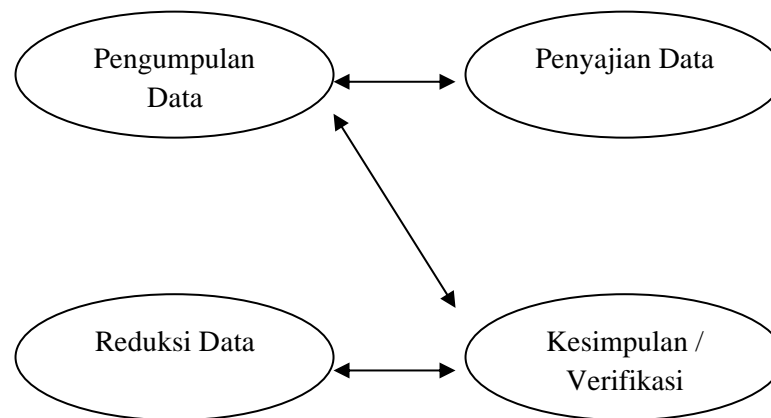 Pengumpulan
Data
Penyajian Data
Reduksi Data
Kesimpulan /
Verifikasi